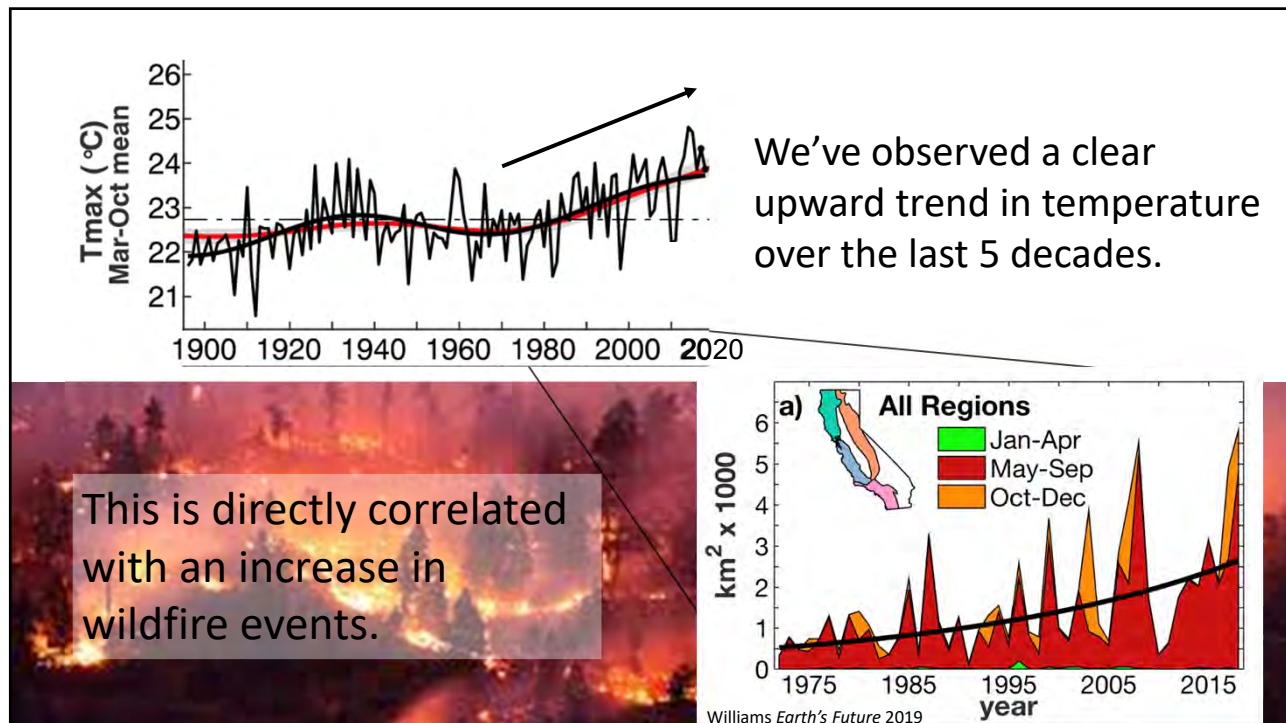 26
25
24
23
22
21
Tmax (°C)
Mar-Oct mean
1900 1920 1940 1960 1980 2000 2020
We’ve observed a clear
upward trend in temperature
over the last 5 decades.
This is directly correlated
with an increase in
wildfire events.
a) All Regions
Jan-Apr
May-Sep
Oct-Dec
6
5
4
3
2
1
0
km² x 1000
1975 1985 1995 2005 2015
year
Williams Earth’s Future 2019